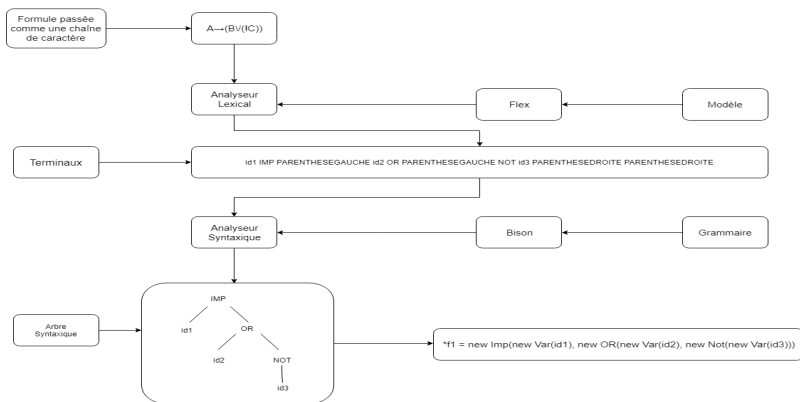 Formule passée
comme une chaîne
de caractère
A→(BV(!C))
Analyseur
Lexical
Flex
Modèle
Terminaux
id1 IMP PARENTHESEGAUCHE id2 OR PARENTHESEGAUCHE NOT id3 PARENTHESEDROITE PARENTHESEDROITE
Analyseur
Syntaxique
Bison
Grammaire
Arbre
Syntaxique
IMP
id1
OR
id2
NOT
id3
*f1 = new Imp(new Var(id1), new OR(new Var(id2), new Not(new Var(id3)))